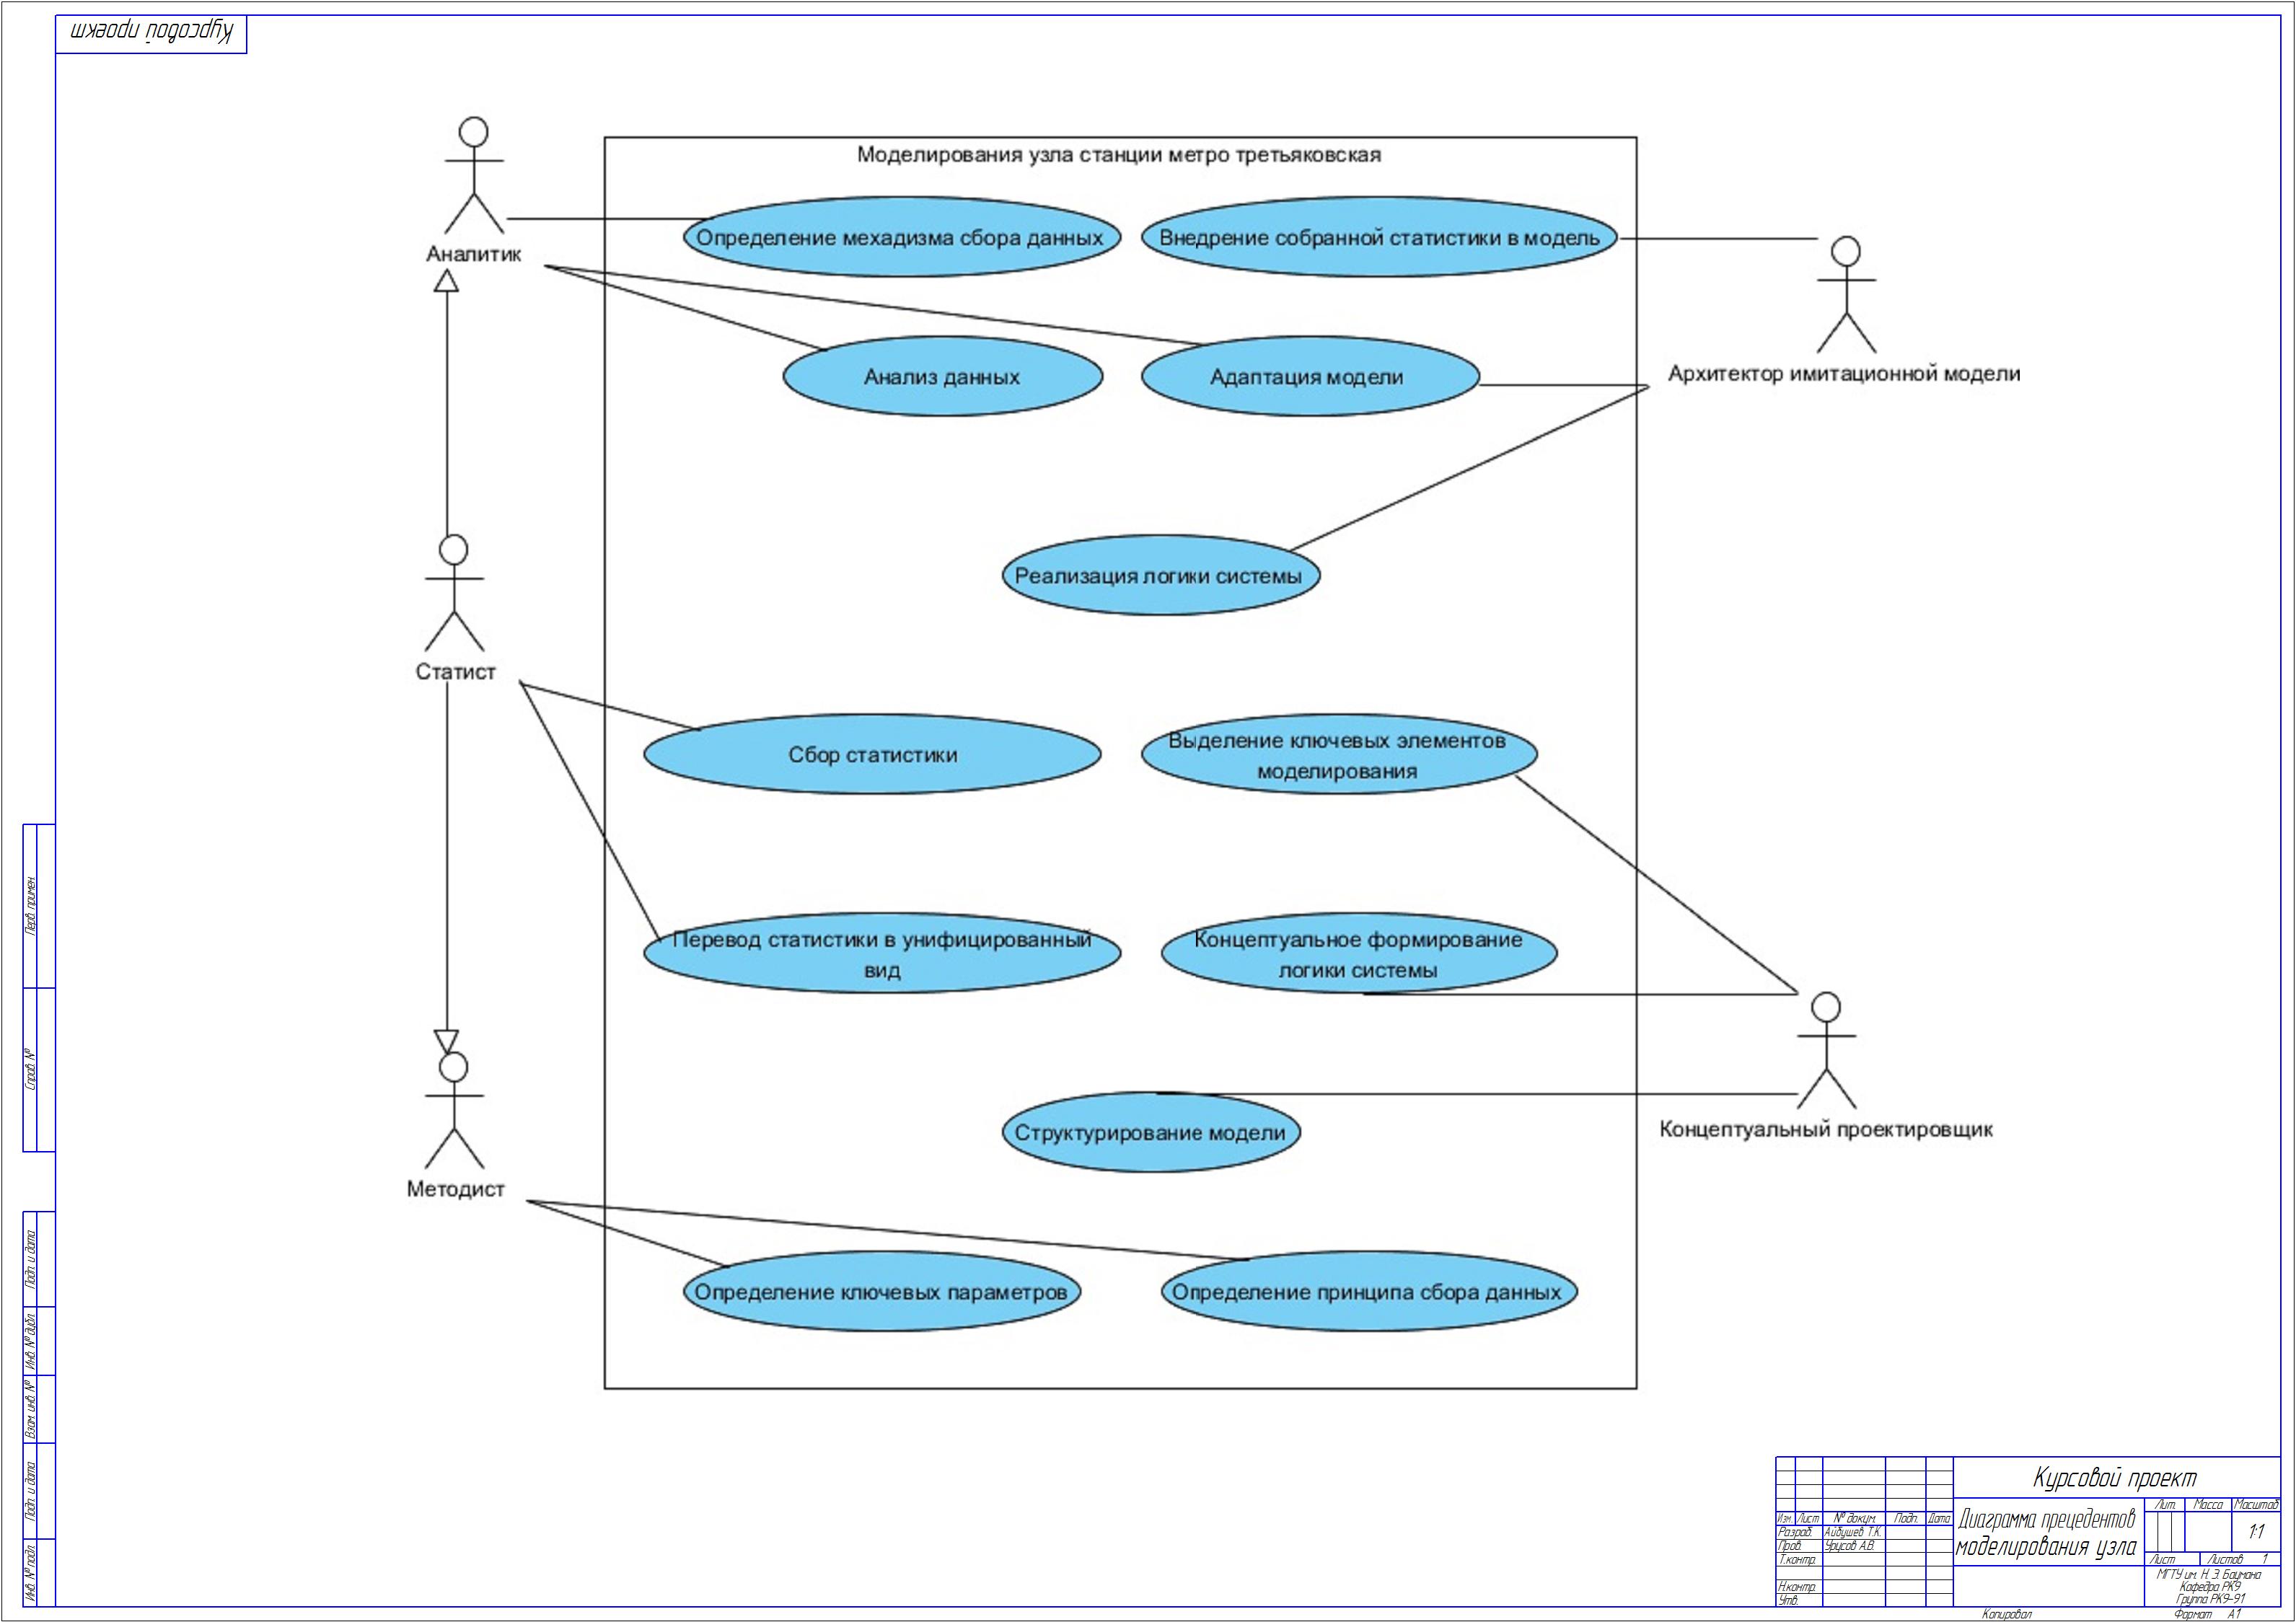 Курсовой проект
Моделирования узла станции метро третьяковская
Аналитик
Определение мехадизма сбора данных
Внедрение собранной статистики в модель
Анализ данных
Адаптация модели
Архитектор имитационной модели
Реализация логики системы
Статист
Сбор статистики
Выделение ключевых элементов
моделирования
Перевод статистики в унифицированный
вид
Концептуальное формирование
логики системы
Структурирование модели
Концептуальный проектировщик
Методист
Определение ключевых параметров
Определение принципа сбора данных
Перв. примен.
Справ. №
Подп. и дата
Инв. № дубл.
Взам. инв. №
Подп. и дата
Инв. № подл.
Курсовой проект
Изм. Лист № докум. Подп. Дата
Разраб. Айбушев Т.К.
Пров. Урусов А.В.
Т.контр.
Н.контр.
Утв.
Диаграмма прецедентов
моделирования узла
Лит. Масса Масштаб
1:1
Лист Листов 1
МГТУ им. Н. Э. Баумана
Кафедра РК9
Группа РК9-91
Копировал Формат А1